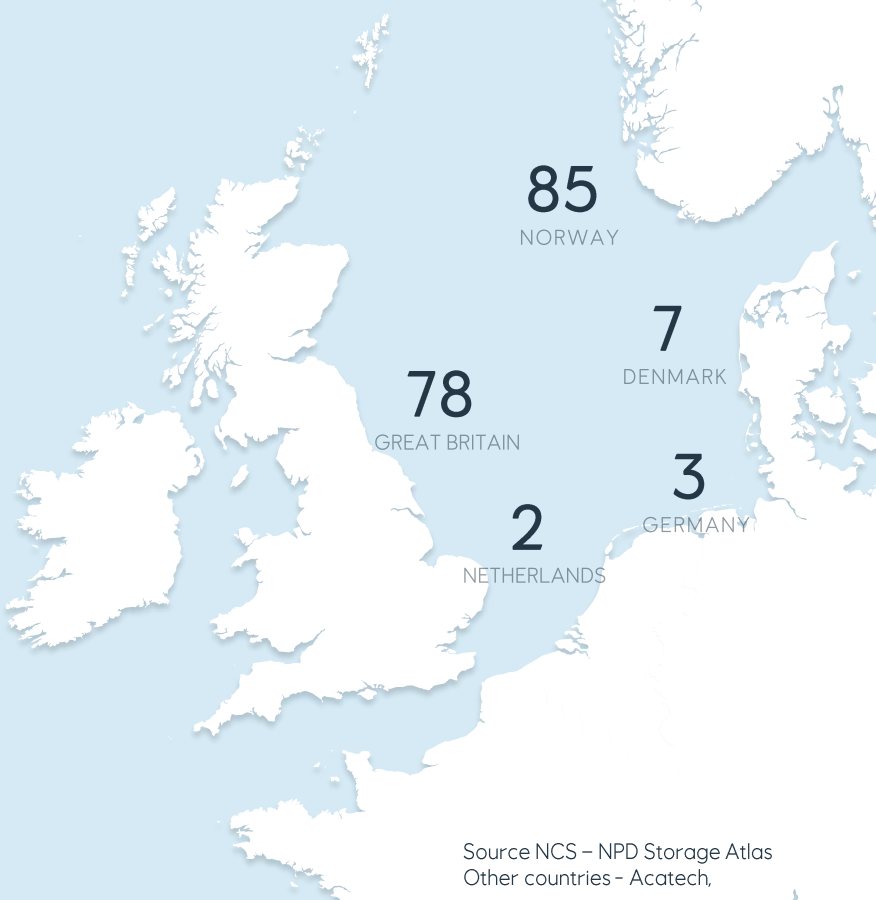 85
NORWAY
7
DENMARK
78
GREAT BRITAIN
3
GERMANY
2
NETHERLANDS
Source NCS – NPD Storage Atlas
Other countries - Acatech,